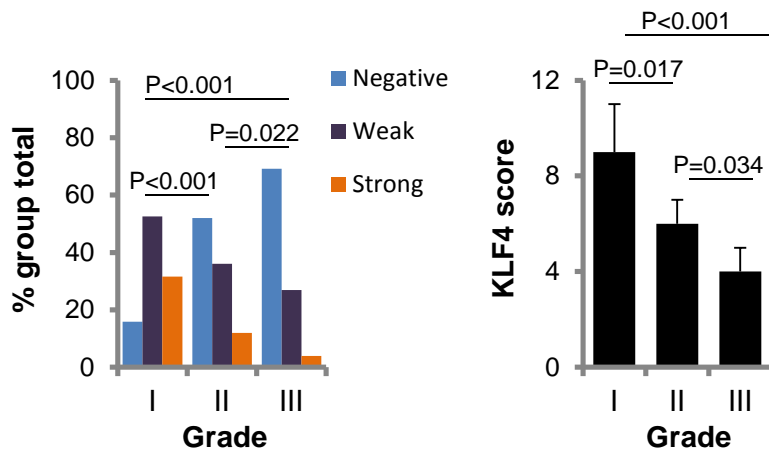 P<0.001
P=0.022
P<0.001
100
80
60
40
20
0
% group total
I II III
Grade
Negative
Weak
Strong
P<0.001
P=0.017
P=0.034
12
8
4
0
KLF4 score
I II III
Grade